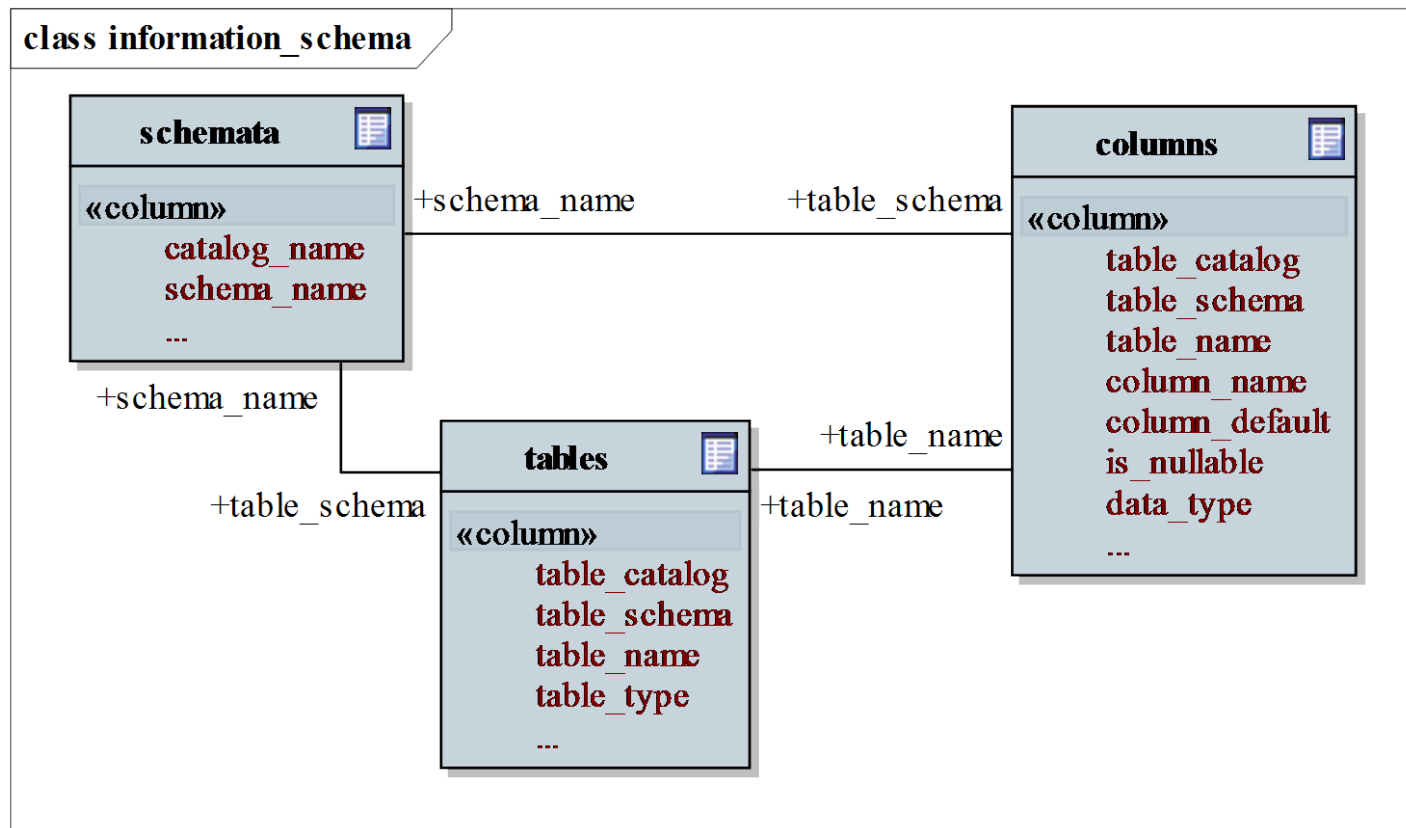 class information_schema
schemata
«column»
catalog_name
schema_name
...
+schema_name
+table_schema
columns
«column»
table_catalog
table_schema
table_name
column_name
column_default
is_nullable
data_type
...
+schema_name
+table_schema
tables
«column»
table_catalog
table_schema
table_name
table_type
...
+table_name
+table_name